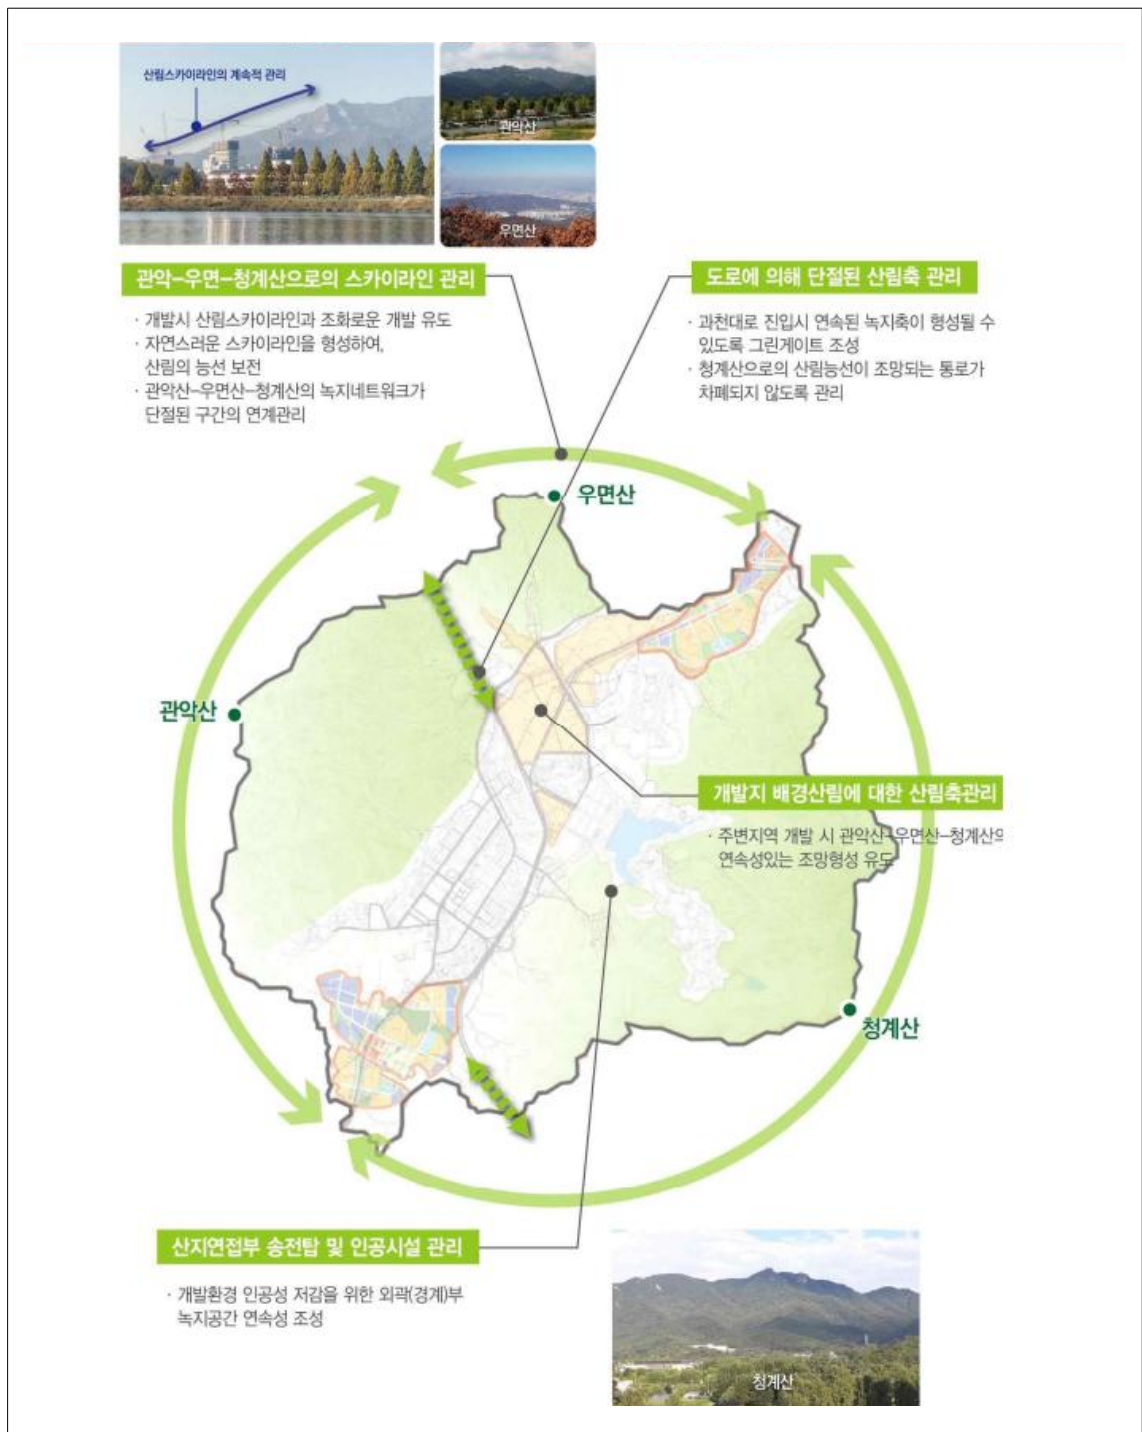 산림스카이라인의 계속적 관리
관악산
우면산
관악-우면-청계산으로의 스카이라인 관리
· 개발시 산림스카이라인과 조화로운 개발 유도
· 자연스러운 스카이라인을 형성하여,
산림의 능선 보전
· 관악산-우면산-청계산의 녹지네트워크가
단절된 구간의 연계관리
도로에 의해 단절된 산림축 관리
· 과천대로 진입시 연속된 녹지축이 형성될 수
있도록 그린게이트 조성
· 청계산으로의 산림능선이 조망되는 통로가
차폐되지 않도록 관리
우면산
관악산
개발지 배경산림에 대한 산림축관리
· 주변지역 개발 시 관악산-우면산-청계산의
연속성있는 조망형성 유도
청계산
산지연접부 송전탑 및 인공시설 관리
· 개발환경 인공성 저감을 위한 외곽(경계)부
녹지공간 연속성 조성
청계산